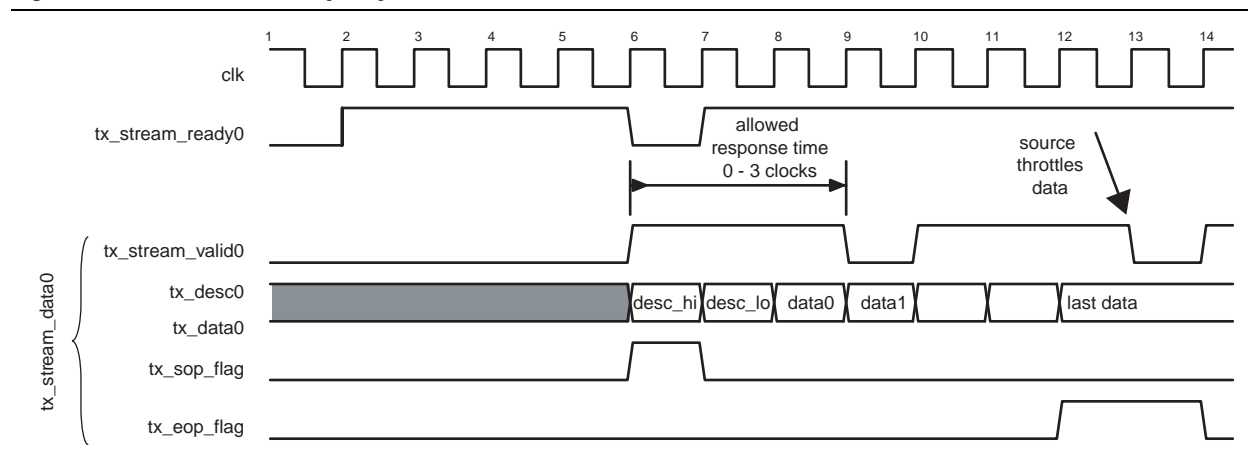 1 2 3 4 5 6 7 8 9 10 11 12 13 14
clk
tx_stream_ready0
allowed
response time
0 - 3 clocks
source
throttles
data
tx_stream_valid0
tx_stream_data0
tx_desc0
desc_hi desc_lo data0 data1 last data
tx_data0
tx_sop_flag
tx_eop_flag